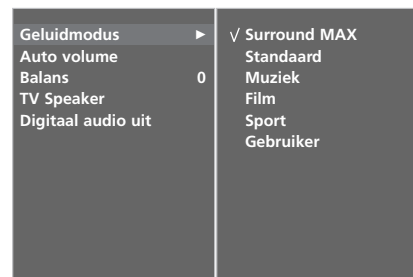 Geluidmodus ►
Auto volume
Balans 0
TV Speaker
Digitaal audio uit
√ Surround MAX
Standaard
Muziek
Film
Sport
Gebruiker